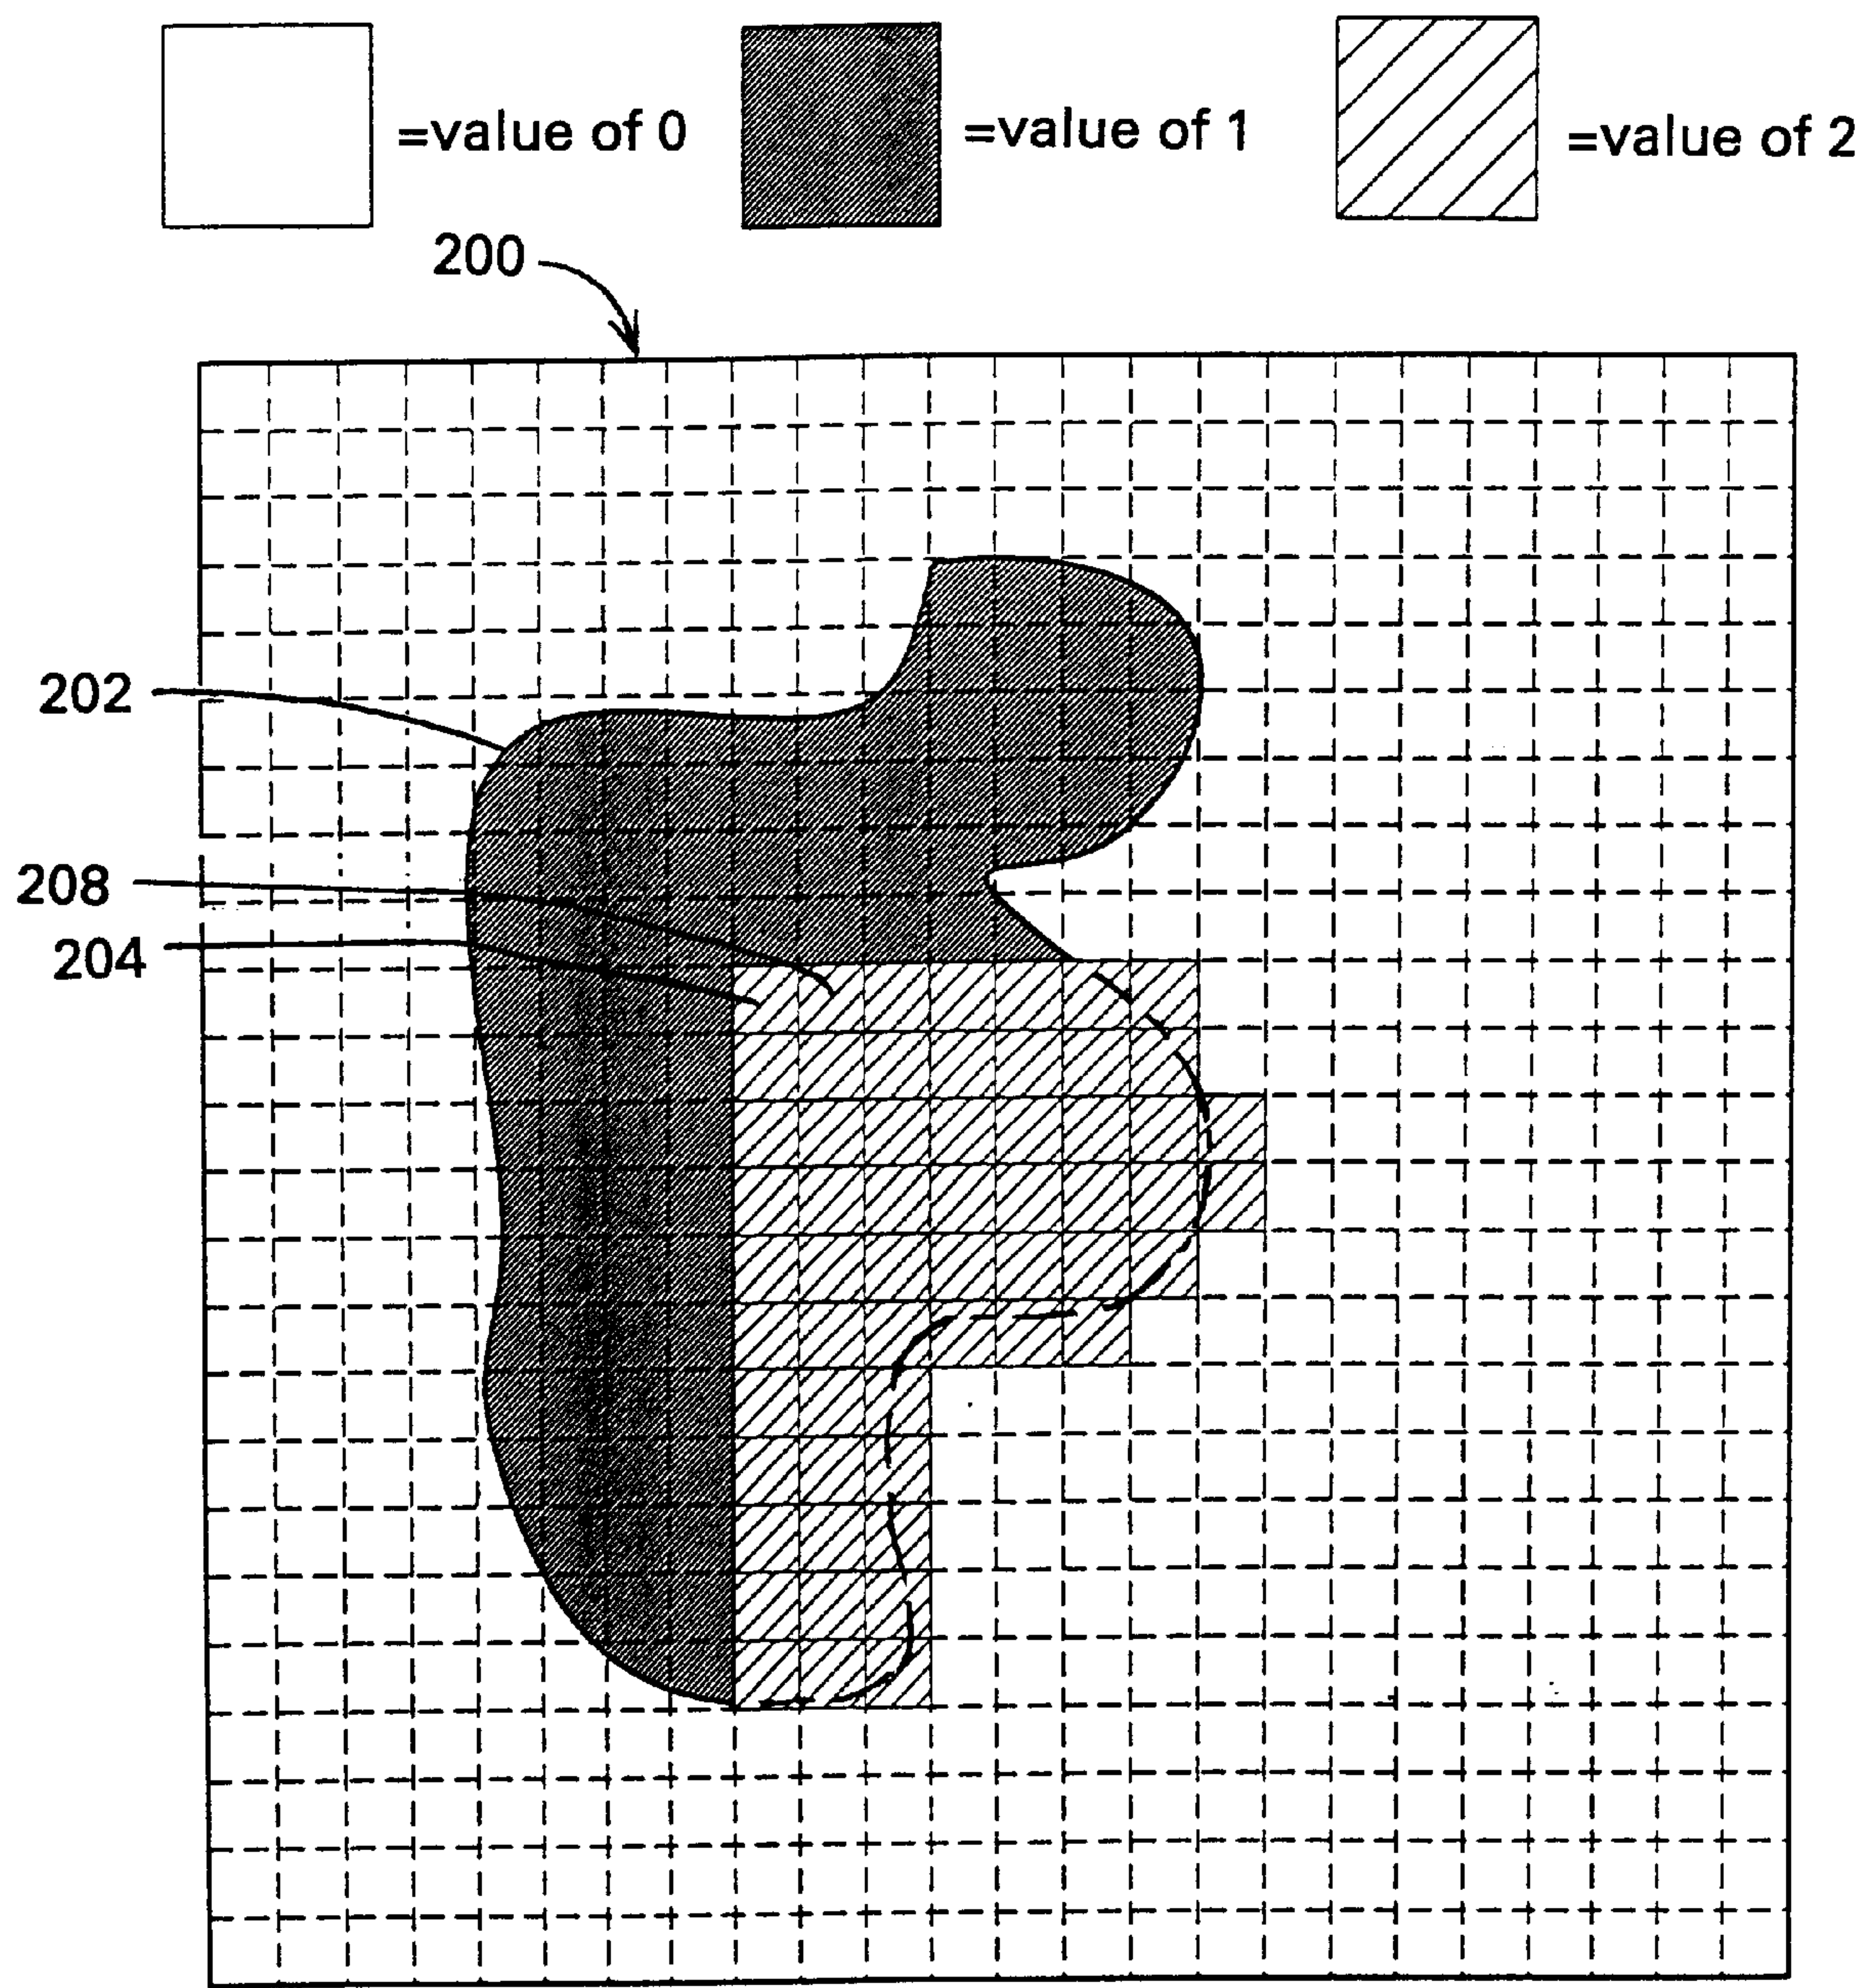 =value of 0 =value of 1 =value of 2
200
202
208
204